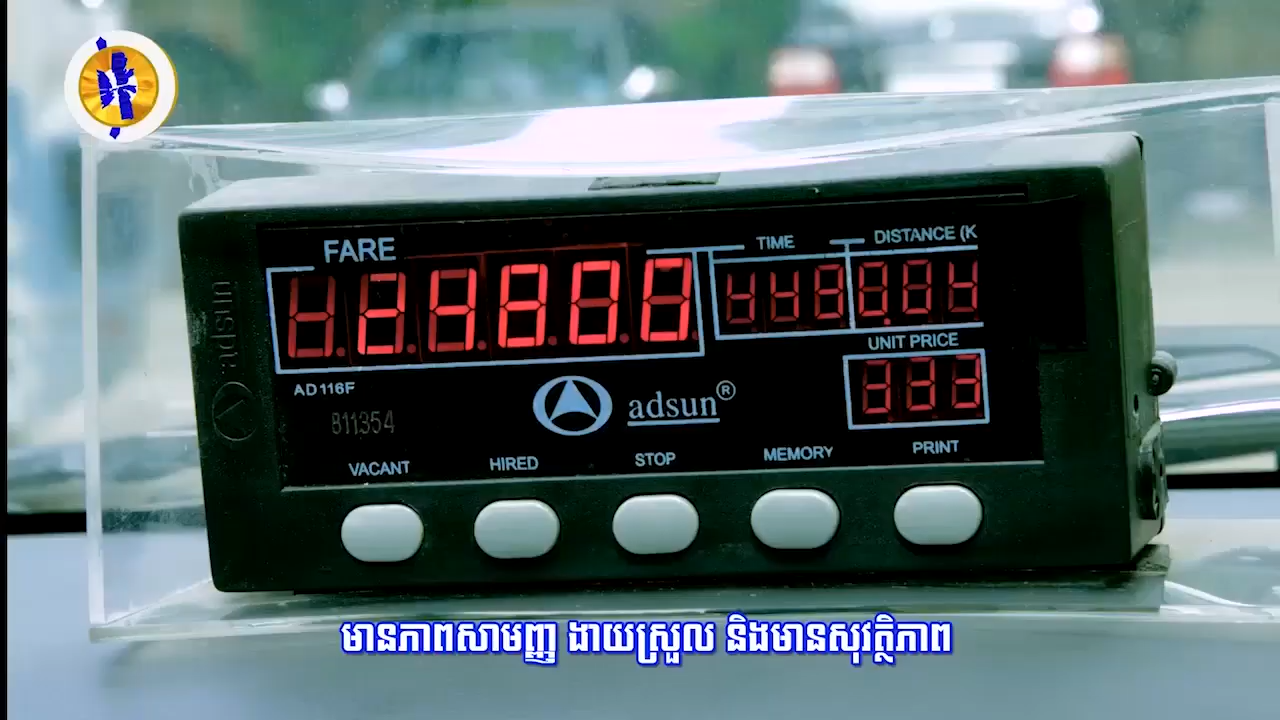 FARE
TIME
DISTANCE (K
UNIT PRICE
AD116F
811354
adsun®
adsun
VACANT
HIRED
STOP
MEMORY
PRINT
មានភាពសាមញ្ញ ងាយស្រួល និងមានសុវត្ថិភាព